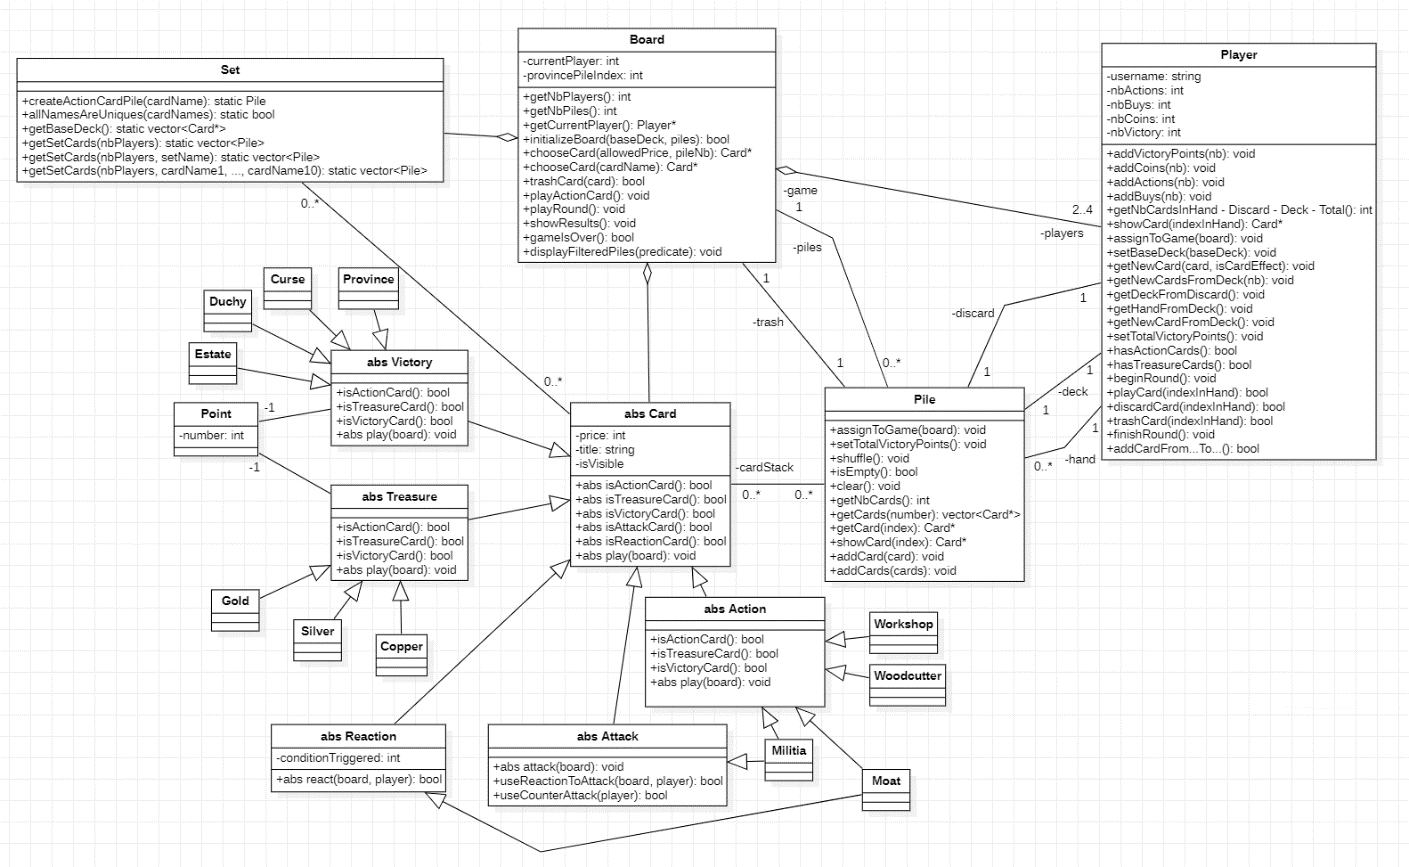 Set
+createActionCardPile(cardName): static Pile
+allNamesAreUniques(cardNames): static bool
+getBaseDeck(): static vector<Card*>
+getSetCards(nbPlayers): static vector<Pile>
+getSetCards(nbPlayers, setName): static vector<Pile>
+getSetCards(nbPlayers, cardName1, ..., cardName10): static vector<Pile>
Board
-currentPlayer: int
-provincePileIndex: int
+getNbPlayers(): int
+getNbPiles(): int
+getCurrentPlayer(): Player*
+initializeBoard(baseDeck, piles): bool
+chooseCard(allowedPrice, pileNb): Card*
+chooseCard(cardName): Card*
+trashCard(card): bool
+playActionCard(): void
+playRound(): void
+showResults(): void
+gameIsOver(): bool
+displayFilteredPiles(predicate): void
Player
-username: string
-nbActions: int
-nbBuys: int
-nbCoins: int
-nbVictory: int
+addVictoryPoints(nb): void
+addCoins(nb): void
+addActions(nb): void
+addBuys(nb): void
+getNbCardsInHand - Discard - Deck - Total(): int
+showCard(indexInHand): Card*
+assignToGame(board): void
+setBaseDeck(baseDeck): void
+getNewCard(card, isCardEffect): void
+getNewCardsFromDeck(nb): void
+getDeckFromDiscard(): void
+getHandFromDeck(): void
+getNewCardFromDeck(): void
+setTotalVictoryPoints(): void
+hasActionCards(): bool
+hasTreasureCards(): bool
+beginRound(): void
+playCard(indexInHand): bool
+discardCard(indexInHand): bool
+trashCard(indexInHand): bool
+finishRound(): void
+addCardFrom...To...(): bool
-game
1
2..4
-players
-piles
0..*
1
-trash
1
-discard
1
1
1
-deck
1
1
-hand
0..*
0..*
0..*
Curse
Province
Duchy
Estate
abs Victory
+isActionCard(): bool
+isTreasureCard(): bool
+isVictoryCard(): bool
+abs play(board): void
Point
-number: int
-1
-1
abs Treasure
+isActionCard(): bool
+isTreasureCard(): bool
+isVictoryCard(): bool
+abs play(board): void
Gold
Silver
Copper
abs Card
-price: int
-title: string
-isVisible
+abs isActionCard(): bool
+abs isTreasureCard(): bool
+abs isVictoryCard(): bool
+abs isAttackCard(): bool
+abs isReactionCard(): bool
+abs play(board): void
-cardStack
0..*
0..*
Pile
+assignToGame(board): void
+setTotalVictoryPoints(): void
+shuffle(): void
+isEmpty(): bool
+clear(): void
+getNbCards(): int
+getCards(number): vector<Card*>
+getCard(index): Card*
+showCard(index): Card*
+addCard(card): void
+addCards(cards): void
abs Action
+isActionCard(): bool
+isTreasureCard(): bool
+isVictoryCard(): bool
+abs play(board): void
Workshop
Woodcutter
abs Reaction
-conditionTriggered: int
+abs react(board, player): bool
abs Attack
+abs attack(board): void
+useReactionToAttack(board, player): bool
+useCounterAttack(player): bool
Militia
Moat